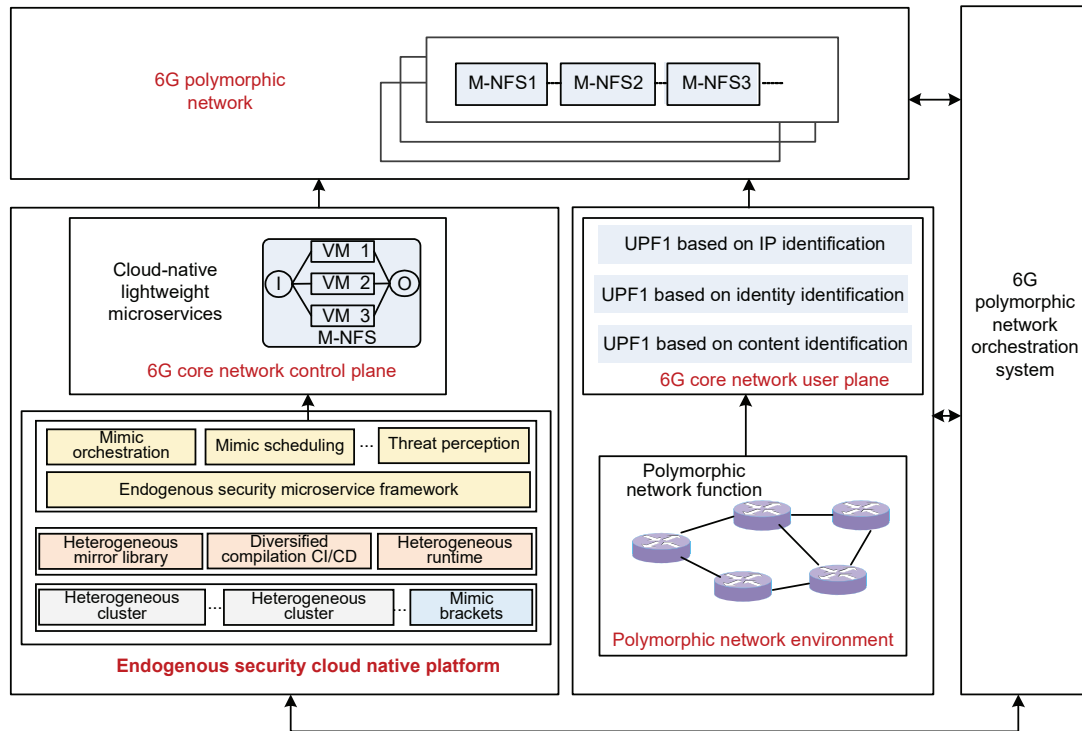 6G polymorphic
network
M-NFS1
M-NFS2
M-NFS3
Cloud-native
lightweight
microservices
VM 1
I
VM 2
O
VM 3
M-NFS
6G core network control plane
Mimic
orchestration
Mimic scheduling
...
Threat perception
Endogenous security microservice framework
Heterogeneous
mirror library
Diversified
compilation CI/CD
Heterogeneous
runtime
Heterogeneous
cluster
...
Heterogeneous
cluster
...
Mimic
brackets
Endogenous security cloud native platform
UPF1 based on IP identification
UPF1 based on identity identification
UPF1 based on content identification
6G core network user plane
Polymorphic
network function
Polymorphic network environment
6G
polymorphic
network
orchestration
system